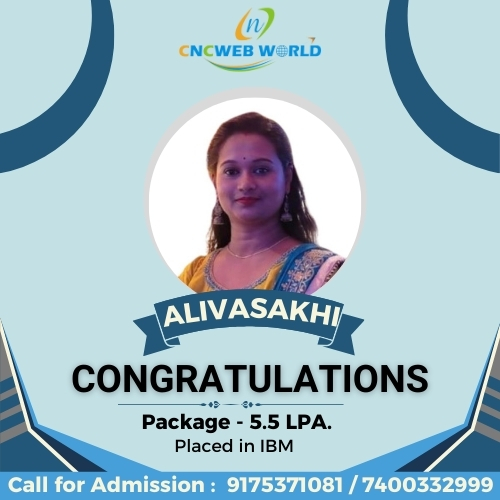 CNCWEB WORLD
ALIVASAKHI
CONGRATULATIONS
Package - 5.5 LPA.
Placed in IBM
Call for Admission : 9175371081 / 7400332999